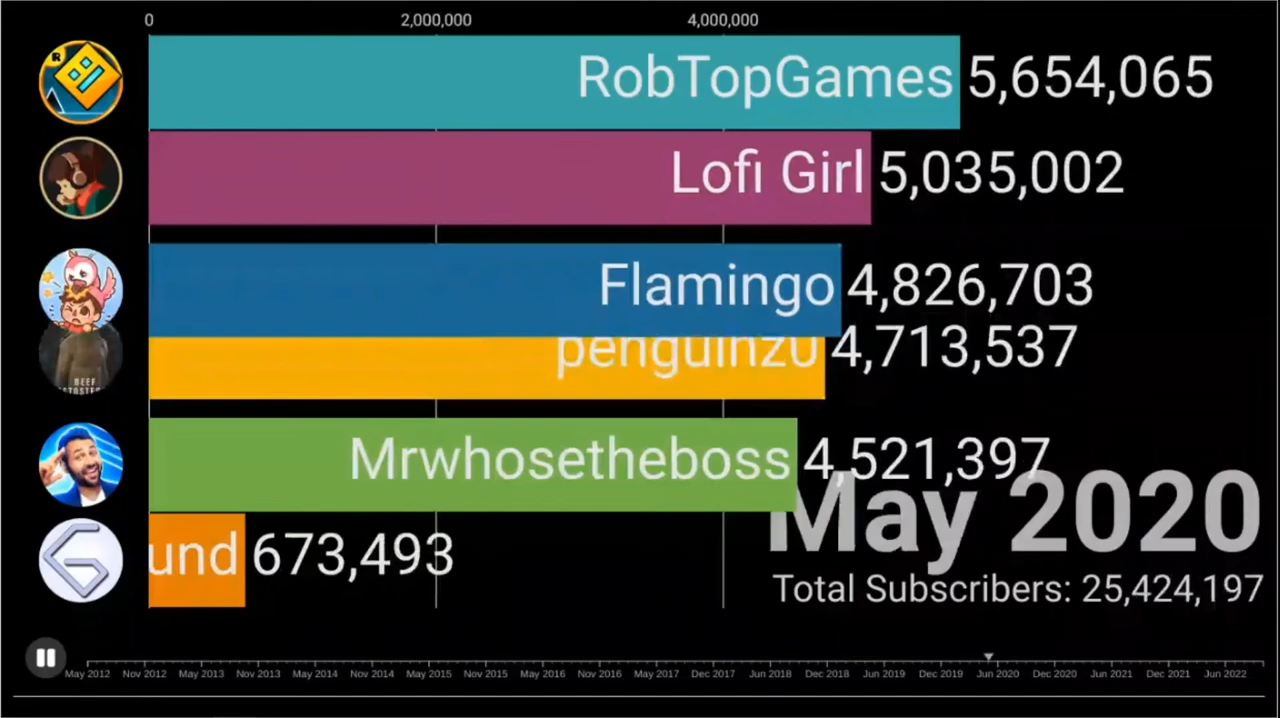 0 2,000,000 4,000,000
RobTopGames 5,654,065
Lofi Girl 5,035,002
Flamingo 4,826,703
penguinz0 4,713,537
Mrwhosetheboss 4,521,397
und 673,493
May 2020
Total Subscribers: 25,424,197
May 2012 Nov 2012 May 2013 Nov 2013 May 2014 Nov 2014 May 2015 Nov 2015 May 2016 Nov 2016 May 2017 Dec 2017 Jun 2018 Dec 2018 Jun 2019 Dec 2019 Jun 2020 Dec 2020 Jun 2021 Dec 2021 Jun 2022